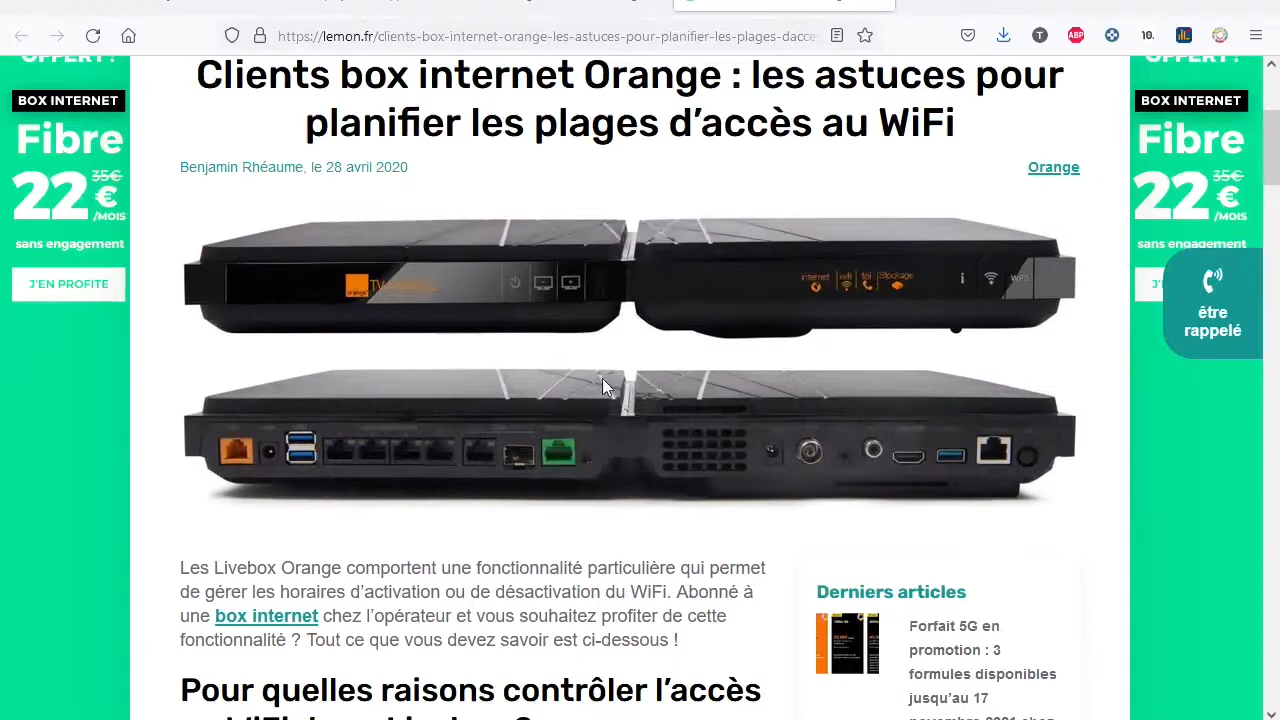 https://lemon.fr/clients-box-internet-orange-les-astuces-pour-planifier-les-plages-dacce
OFFERT !
BOX INTERNET
Fibre
22€
35€
/MOIS
sans engagement
J'EN PROFITE
Clients box internet Orange : les astuces pour
planifier les plages d’accès au WiFi
Benjamin Rhéaume, le 28 avril 2020
Orange
orange
internet
wifi
tél
Stockage
WPS
Les Livebox Orange comportent une fonctionnalité particulière qui permet
de gérer les horaires d’activation ou de désactivation du WiFi. Abonné à
une box internet chez l’opérateur et vous souhaitez profiter de cette
fonctionnalité ? Tout ce que vous devez savoir est ci-dessous !
Pour quelles raisons contrôler l’accès
Derniers articles
Forfait 5G en
promotion : 3
formules disponibles
jusqu’au 17
OFFERT !
BOX INTERNET
Fibre
22€
35€
/MOIS
sans engagement
être
rappelé